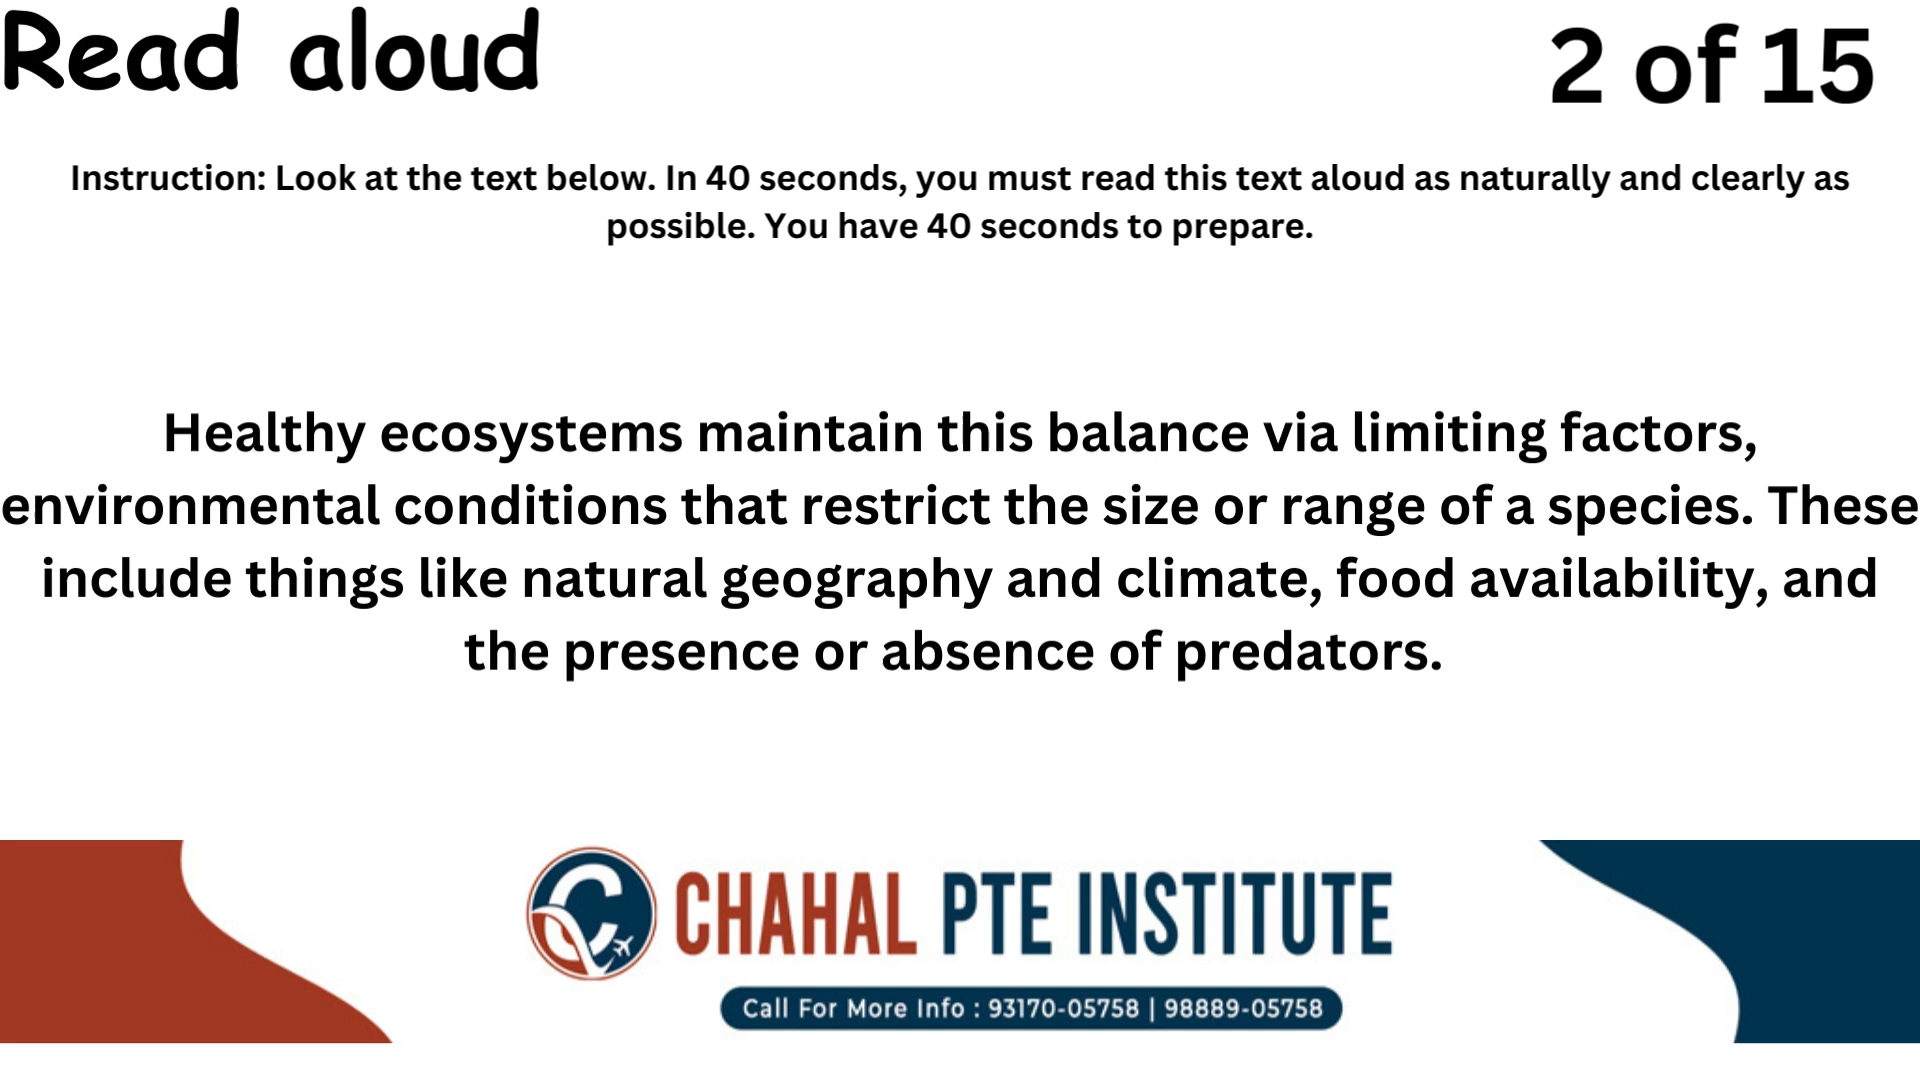 Read aloud
2 of 15
Instruction: Look at the text below. In 40 seconds, you must read this text aloud as naturally and clearly as
possible. You have 40 seconds to prepare.
Healthy ecosystems maintain this balance via limiting factors,
environmental conditions that restrict the size or range of a species. These
include things like natural geography and climate, food availability, and
the presence or absence of predators.
CHAHAL PTE INSTITUTE
Call For More Info : 93170-05758 | 98889-05758